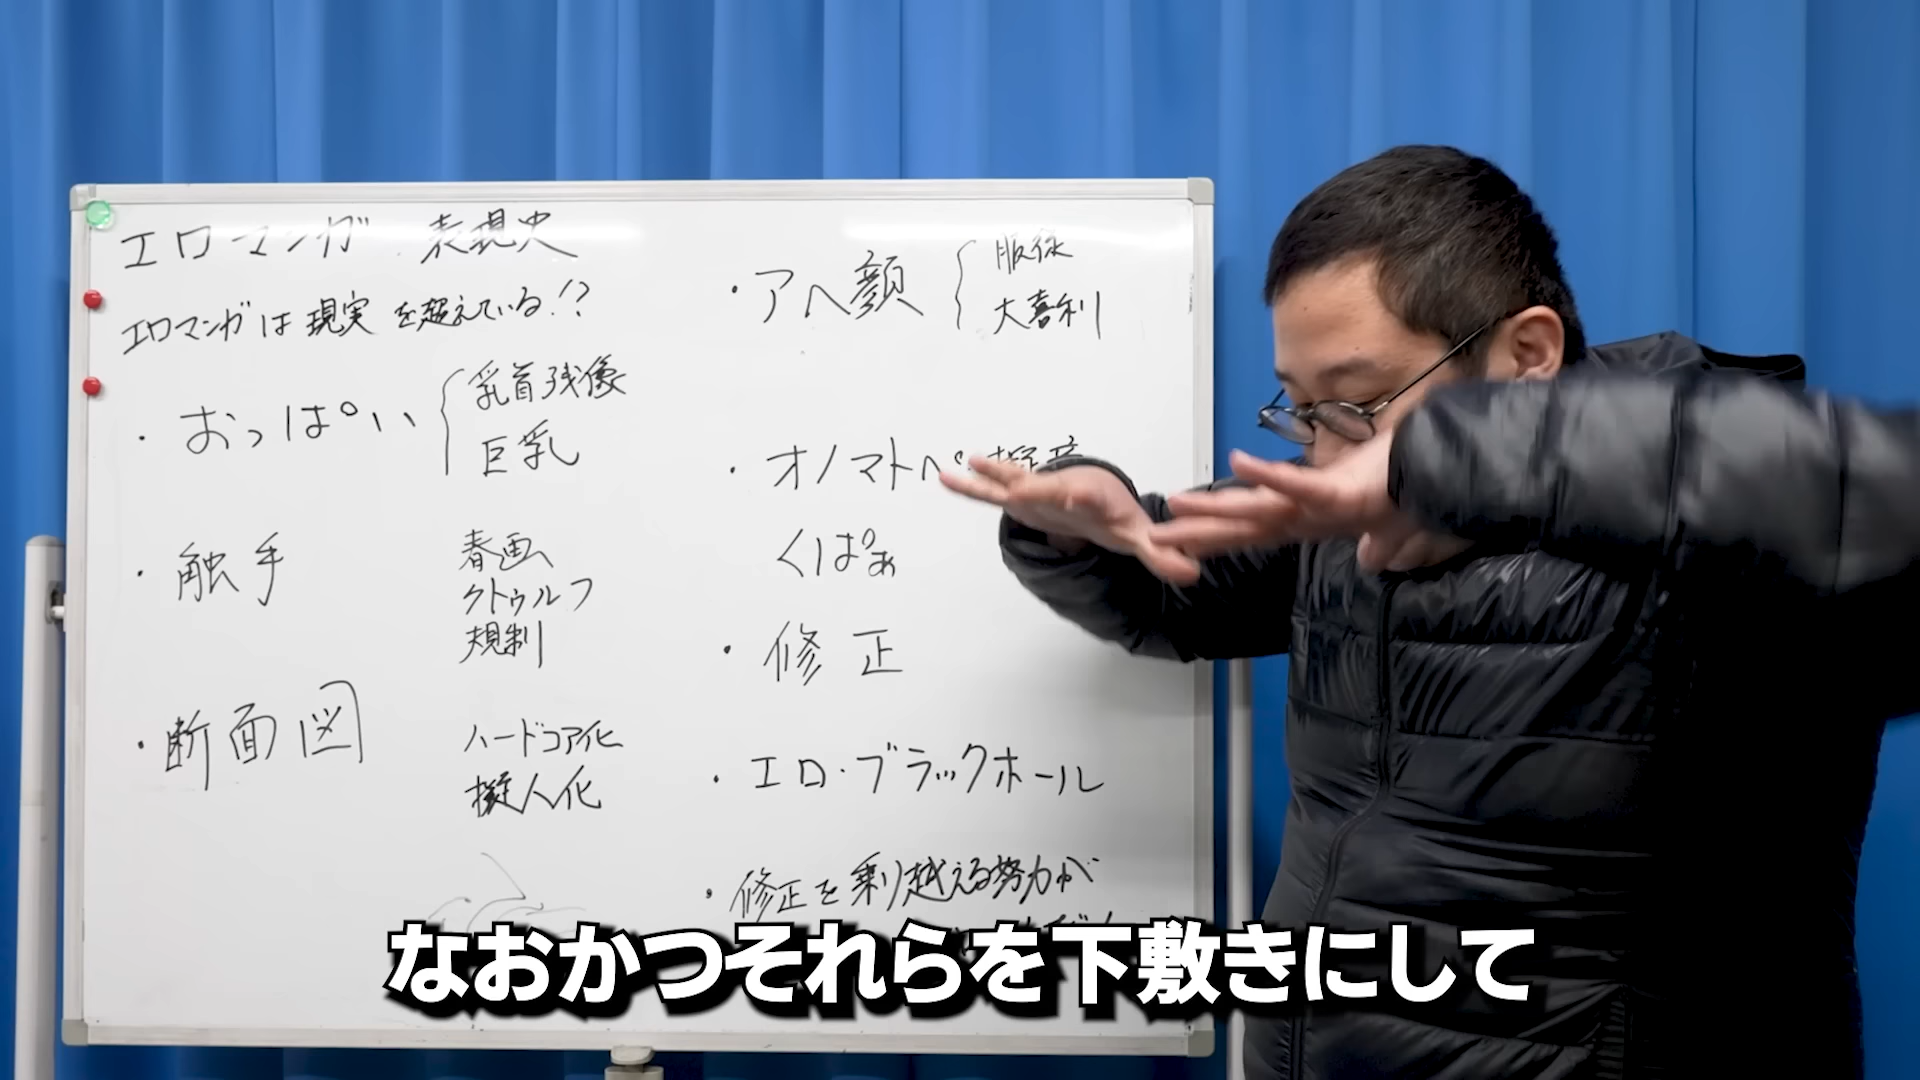 エロマンガ表現史
エロマンガは現実を超えている!?
・おっぱい
乳首残像
巨乳
・触手
春画
クトゥルフ
規制
・断面図
ハードコア化
擬人化
・アヘ顔
服従
大喜利
・オノマトペ
くぱぁ
・修正
・エロ・ブラックホール
・修正を乗り越える努力が
なおかつそれらを下敷きにして